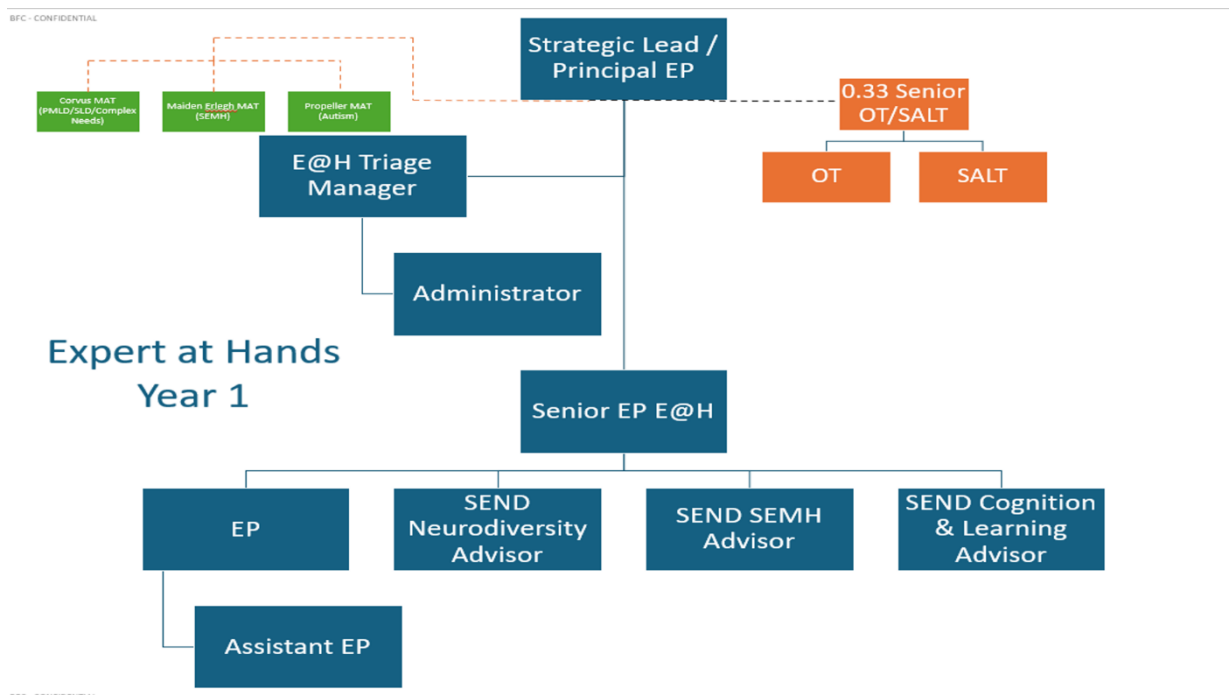 BFC - CONFIDENTIAL
Strategic Lead /
Principal EP
Corvus MAT
(PMLD/SLD/Complex
Needs)
Maiden Erlegh MAT
(SEMH)
Propeller MAT
(Autism)
0.33 Senior
OT/SALT
OT
SALT
E@H Triage
Manager
Administrator
Expert at Hands
Year 1
Senior EP E@H
EP
SEND
Neurodiversity
Advisor
SEND SEMH
Advisor
SEND Cognition
& Learning
Advisor
Assistant EP